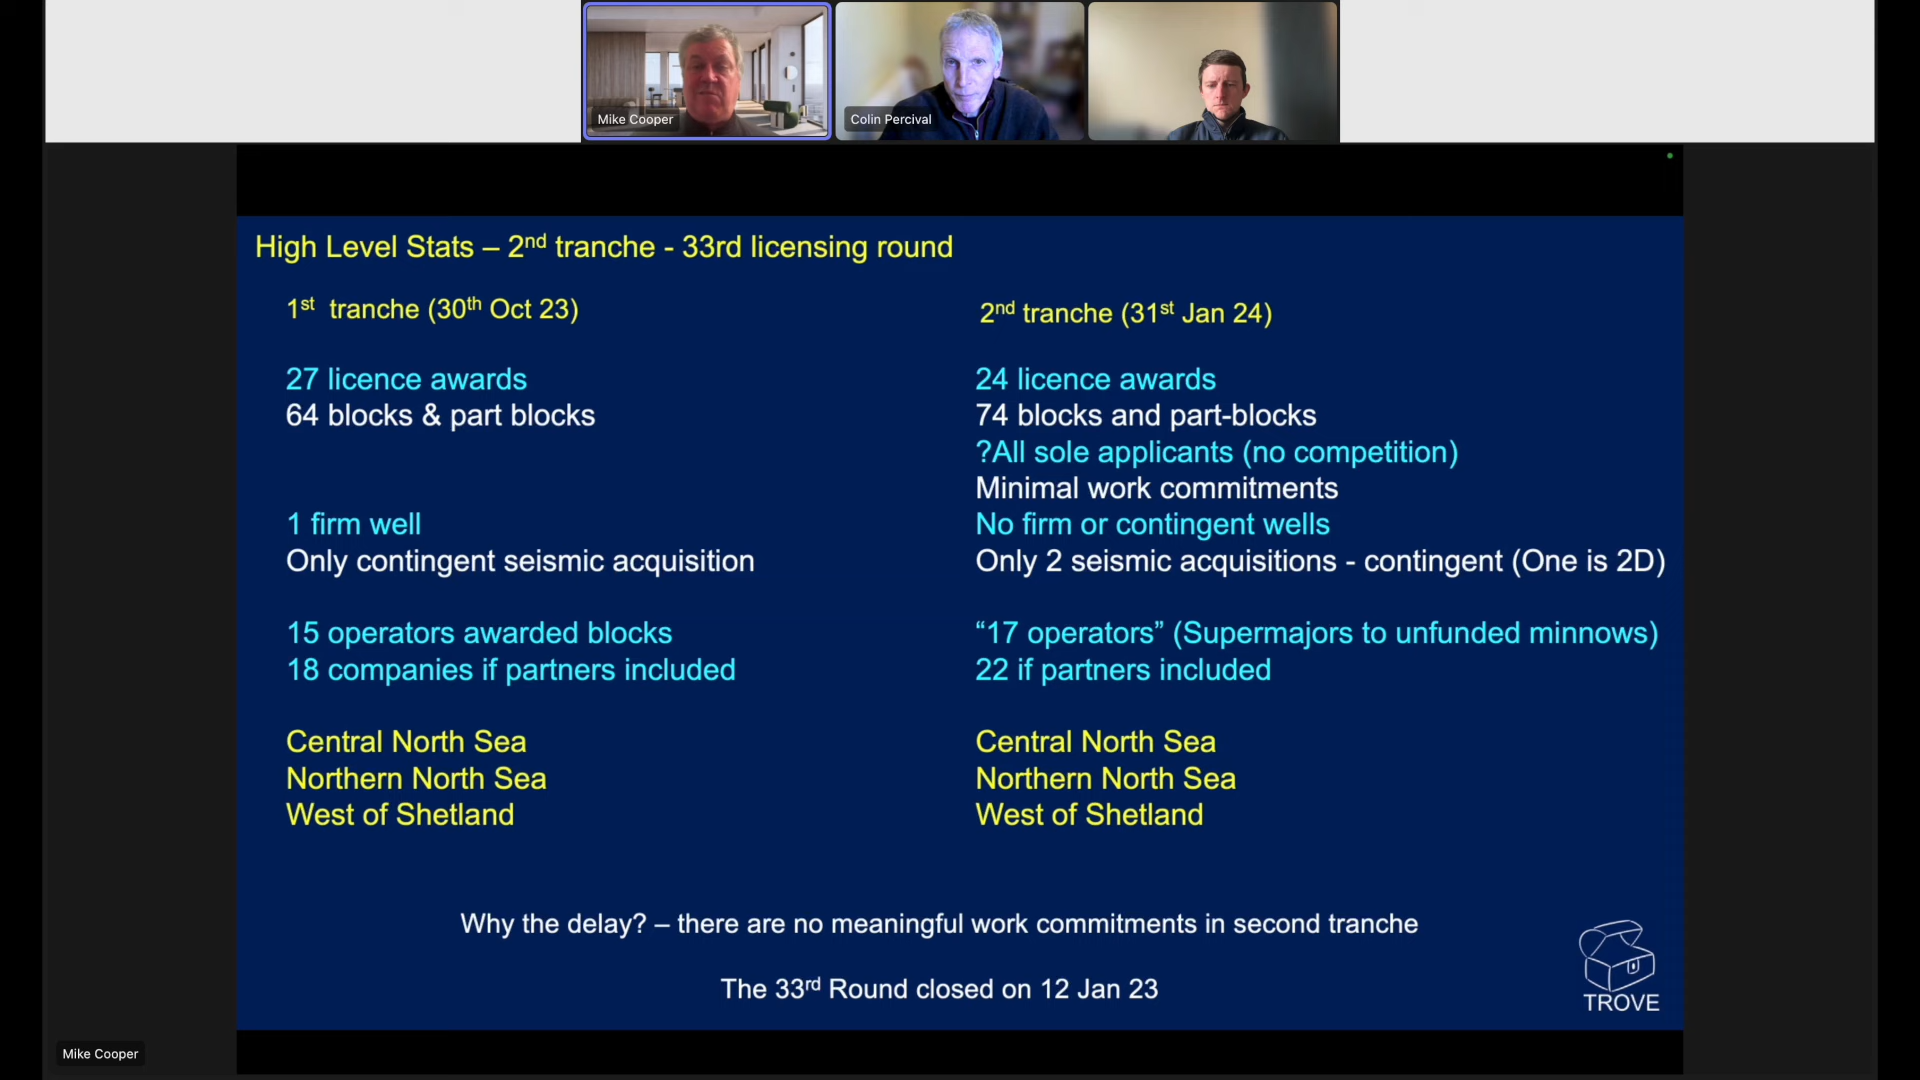 Mike Cooper
Colin Percival
High Level Stats – 2nd tranche - 33rd licensing round
1st tranche (30th Oct 23)
27 licence awards
64 blocks & part blocks
1 firm well
Only contingent seismic acquisition
15 operators awarded blocks
18 companies if partners included
Central North Sea
Northern North Sea
West of Shetland
2nd tranche (31st Jan 24)
24 licence awards
74 blocks and part-blocks
?All sole applicants (no competition)
Minimal work commitments
No firm or contingent wells
Only 2 seismic acquisitions - contingent (One is 2D)
“17 operators” (Supermajors to unfunded minnows)
22 if partners included
Central North Sea
Northern North Sea
West of Shetland
Why the delay? – there are no meaningful work commitments in second tranche
The 33rd Round closed on 12 Jan 23
TROVE
Mike Cooper